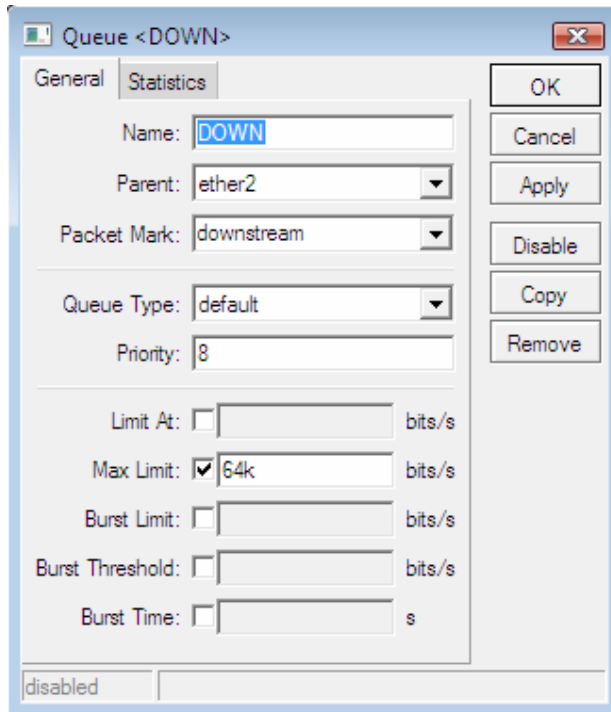 Queue <DOWN>
General Statistics
Name: DOWN
Parent: ether2
Packet Mark: downstream
Queue Type: default
Priority: 8
Limit At: bits/s
Max Limit: 64k bits/s
Burst Limit: bits/s
Burst Threshold: bits/s
Burst Time: s
OK
Cancel
Apply
Disable
Copy
Remove
disabled